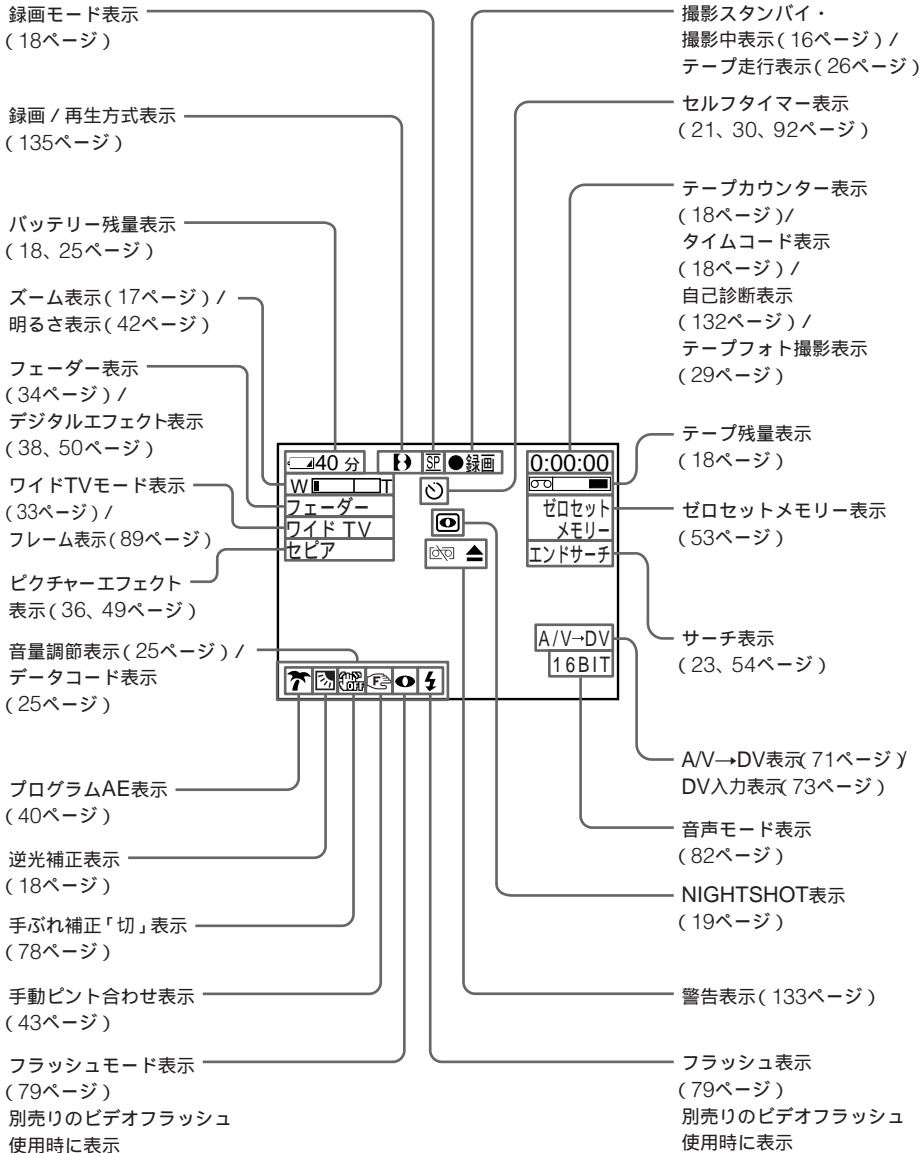 録画モード表示
(18ページ)
録画/再生方式表示
(135ページ)
バッテリー残量表示
(18、25ページ)
ズーム表示(17ページ)/
明るさ表示(42ページ)
フェーダー表示
(34ページ)/
デジタルエフェクト表示
(38、50ページ)
ワイドTVモード表示
(33ページ)/
フレーム表示(89ページ)
ピクチャーエフェクト
表示(36、49ページ)
音量調節表示(25ページ)/
データコード表示
(25ページ)
プログラムAE表示
(40ページ)
逆光補正表示
(18ページ)
手ぶれ補正「切」表示
(78ページ)
手動ピント合わせ表示
(43ページ)
フラッシュモード表示
(79ページ)
別売りのビデオフラッシュ
使用時に表示
40 分 SP ●録画 0:00:00
W T
フェーダー
ワイド TV
セピア
ゼロセット
メモリー
エンドサーチ
A/V→DV
16BIT
OFF F
撮影スタンバイ・
撮影中表示(16ページ)/
テープ走行表示(26ページ)
セルフタイマー表示
(21、30、92ページ)
テープカウンター表示
(18ページ)/
タイムコード表示
(18ページ)/
自己診断表示
(132ページ)/
テープフォト撮影表示
(29ページ)
テープ残量表示
(18ページ)
ゼロセットメモリー表示
(53ページ)
サーチ表示
(23、54ページ)
A/V→DV表示(71ページ)/
DV入力表示(73ページ)
音声モード表示
(82ページ)
NIGHTSHOT表示
(19ページ)
警告表示(133ページ)
フラッシュ表示
(79ページ)
別売りのビデオフラッシュ
使用時に表示